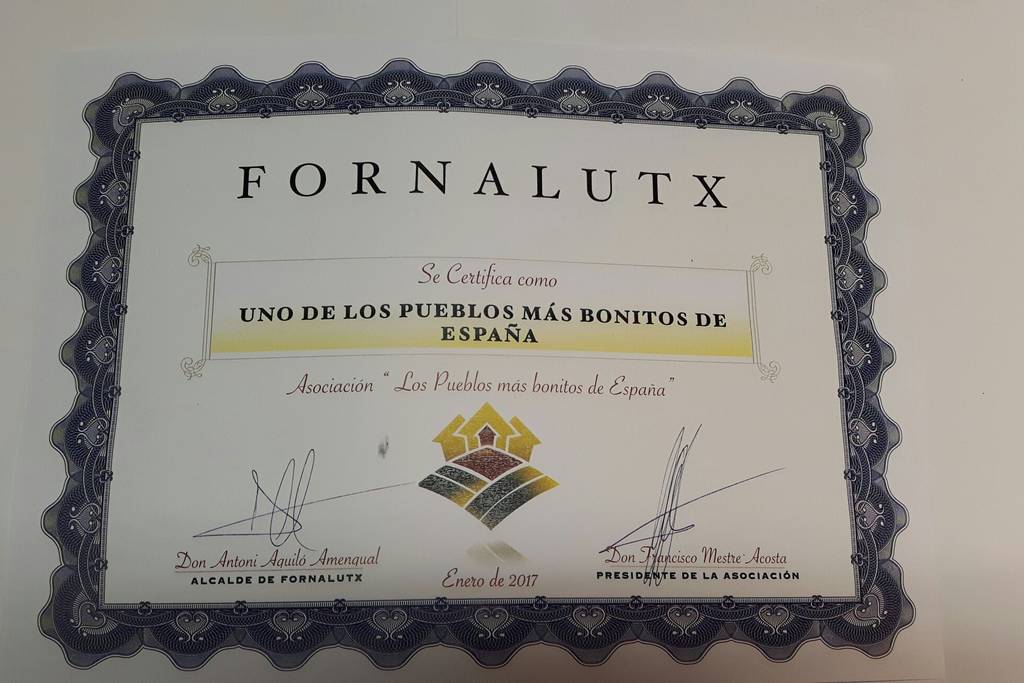 FORNALUTX
Se Certifica como
UNO DE LOS PUEBLOS MÁS BONITOS DE
ESPAÑA
Asociación “ Los Pueblos más bonitos de España”
Don Antoni Aguiló Amengual
ALCALDE DE FORNALUTX
Enero de 2017
Don Francisco Mestre Acosta
PRESIDENTE DE LA ASOCIACIÓN